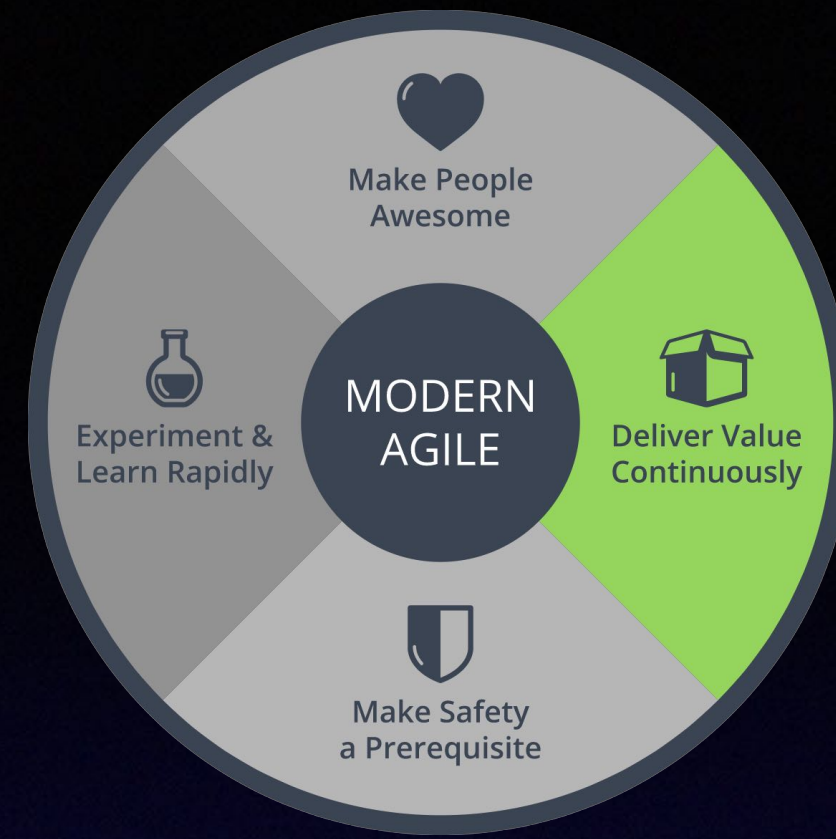 Make People
Awesome
MODERN
AGILE
Experiment &
Learn Rapidly
Deliver Value
Continuously
Make Safety
a Prerequisite